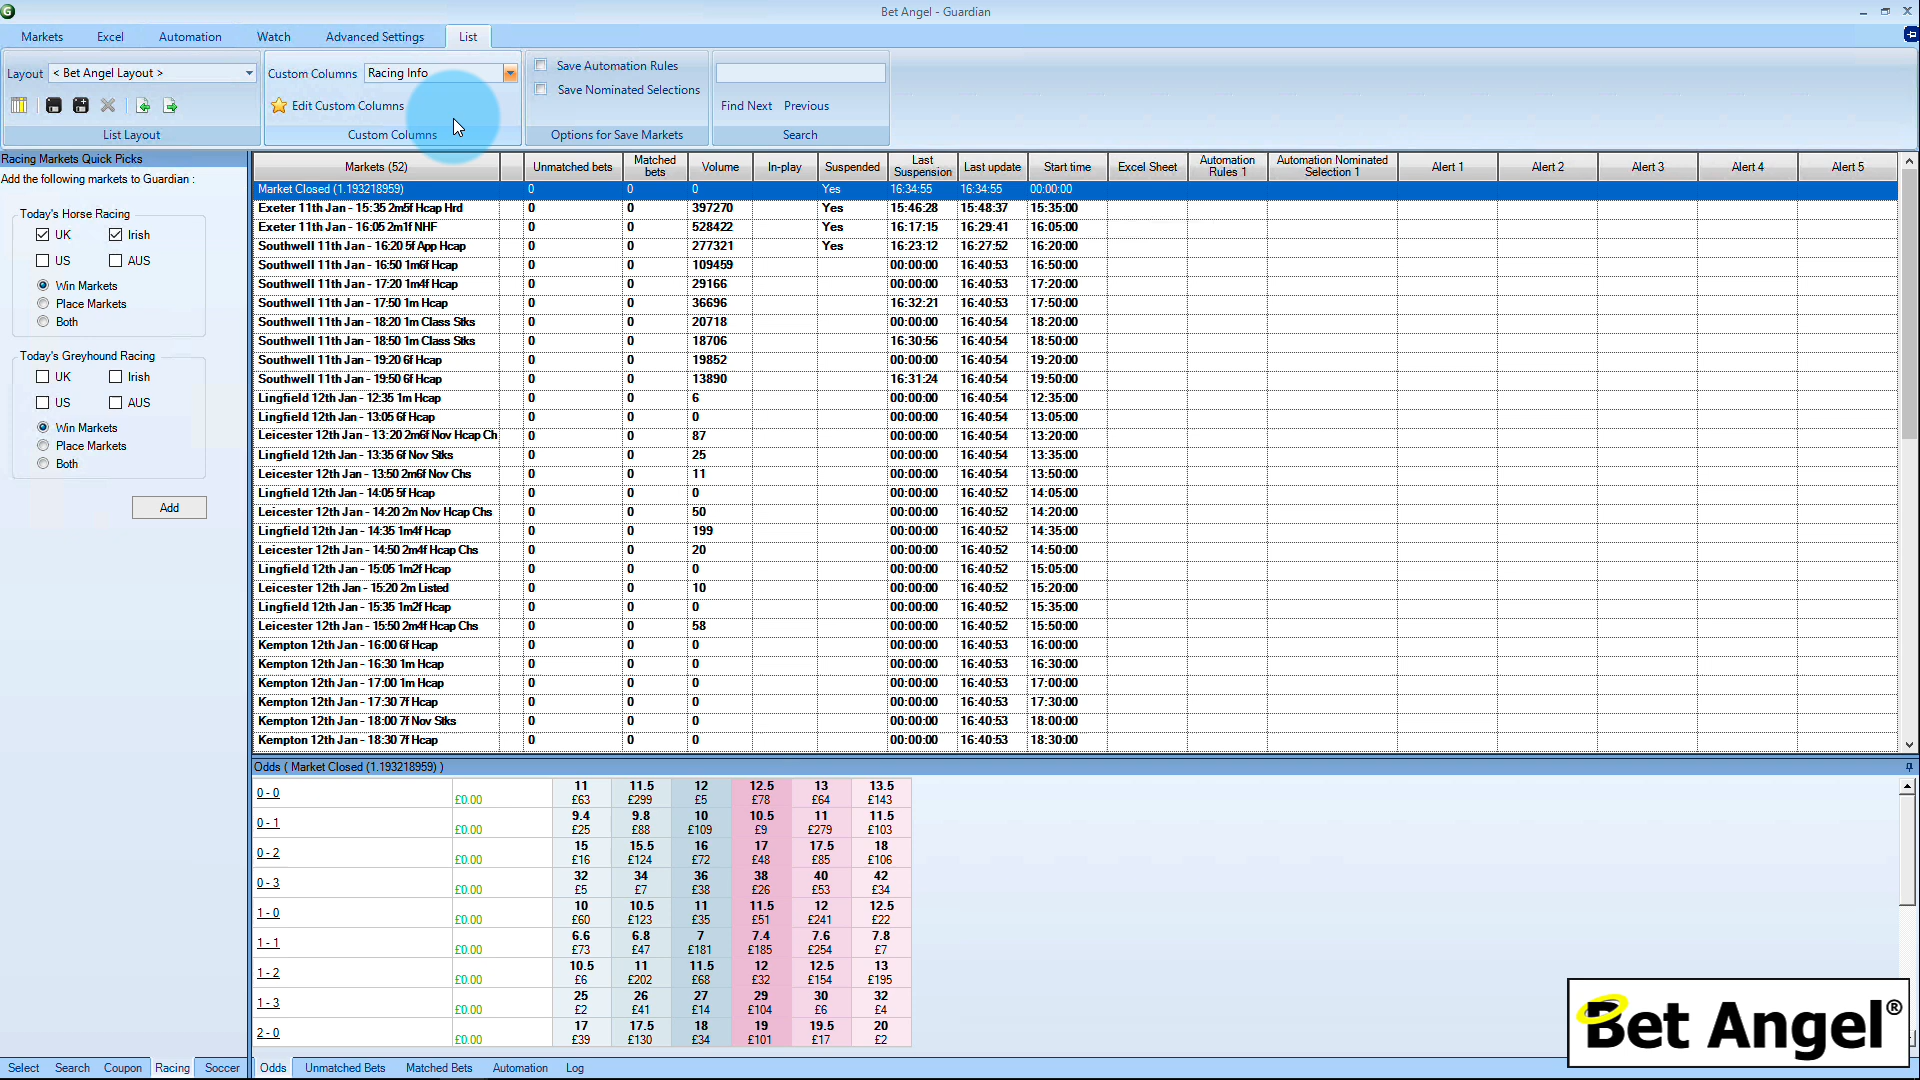 Bet Angel - Guardian
Markets Excel Automation Watch Advanced Settings List
Layout < Bet Angel Layout > Custom Columns Racing Info Save Automation Rules
Edit Custom Columns Save Nominated Selections Find Next Previous
List Layout Custom Columns Options for Save Markets Search
Racing Markets Quick Picks
Add the following markets to Guardian :
Today's Horse Racing
UK Irish
US AUS
Win Markets
Place Markets
Both
Today's Greyhound Racing
UK Irish
US AUS
Win Markets
Place Markets
Both
Add
Markets (52) Unmatched bets Matched bets Volume In-play Suspended Last Suspension Last update Start time Excel Sheet Automation Rules 1 Automation Nominated Selection 1 Alert 1 Alert 2 Alert 3 Alert 4 Alert 5
Market Closed (1.193218959) 0 0 0 Yes 16:34:55 16:34:55 00:00:00
Exeter 11th Jan - 15:35 2m5f Hcap Hrd 0 0 397270 Yes 15:46:28 15:48:37 15:35:00
Exeter 11th Jan - 16:05 2m1f NHF 0 0 528422 Yes 16:17:15 16:29:41 16:05:00
Southwell 11th Jan - 16:20 5f App Hcap 0 0 277321 Yes 16:23:12 16:27:52 16:20:00
Southwell 11th Jan - 16:50 1m6f Hcap 0 0 109459 00:00:00 16:40:53 16:50:00
Southwell 11th Jan - 17:20 1m4f Hcap 0 0 29166 00:00:00 16:40:53 17:20:00
Southwell 11th Jan - 17:50 1m Hcap 0 0 36696 16:32:21 16:40:53 17:50:00
Southwell 11th Jan - 18:20 1m Class Stks 0 0 20718 00:00:00 16:40:54 18:20:00
Southwell 11th Jan - 18:50 1m Class Stks 0 0 18706 16:30:56 16:40:54 18:50:00
Southwell 11th Jan - 19:20 6f Hcap 0 0 19852 00:00:00 16:40:54 19:20:00
Southwell 11th Jan - 19:50 6f Hcap 0 0 13890 16:31:24 16:40:54 19:50:00
Lingfield 12th Jan - 12:35 1m Hcap 0 0 6 00:00:00 16:40:54 12:35:00
Lingfield 12th Jan - 13:05 6f Hcap 0 0 0 00:00:00 16:40:54 13:05:00
Leicester 12th Jan - 13:20 2m6f Nov Hcap Ch 0 0 87 00:00:00 16:40:54 13:20:00
Lingfield 12th Jan - 13:35 6f Nov Stks 0 0 25 00:00:00 16:40:54 13:35:00
Leicester 12th Jan - 13:50 2m6f Nov Chs 0 0 11 00:00:00 16:40:54 13:50:00
Lingfield 12th Jan - 14:05 5f Hcap 0 0 0 00:00:00 16:40:52 14:05:00
Leicester 12th Jan - 14:20 2m Nov Hcap Chs 0 0 50 00:00:00 16:40:52 14:20:00
Lingfield 12th Jan - 14:35 1m4f Hcap 0 0 199 00:00:00 16:40:52 14:35:00
Leicester 12th Jan - 14:50 2m4f Hcap Chs 0 0 20 00:00:00 16:40:52 14:50:00
Lingfield 12th Jan - 15:05 1m2f Hcap 0 0 0 00:00:00 16:40:52 15:05:00
Leicester 12th Jan - 15:20 2m Listed 0 0 10 00:00:00 16:40:52 15:20:00
Lingfield 12th Jan - 15:35 1m2f Hcap 0 0 0 00:00:00 16:40:52 15:35:00
Leicester 12th Jan - 15:50 2m4f Hcap Chs 0 0 58 00:00:00 16:40:52 15:50:00
Kempton 12th Jan - 16:00 6f Hcap 0 0 0 00:00:00 16:40:53 16:00:00
Kempton 12th Jan - 16:30 1m Hcap 0 0 0 00:00:00 16:40:53 16:30:00
Kempton 12th Jan - 17:00 1m Hcap 0 0 0 00:00:00 16:40:53 17:00:00
Kempton 12th Jan - 17:30 7f Hcap 0 0 0 00:00:00 16:40:53 17:30:00
Kempton 12th Jan - 18:00 7f Nov Stks 0 0 0 00:00:00 16:40:53 18:00:00
Kempton 12th Jan - 18:30 7f Hcap 0 0 0 00:00:00 16:40:53 18:30:00
Odds ( Market Closed (1.193218959) )
11 11.5 12 12.5 13 13.5
0 - 0 £0.00 £63 £299 £5 £78 £64 £143
9.4 9.8 10 10.5 11 11.5
0 - 1 £0.00 £25 £88 £109 £9 £279 £103
15 15.5 16 17 17.5 18
0 - 2 £0.00 £16 £124 £72 £48 £85 £106
32 34 36 38 40 42
0 - 3 £0.00 £5 £7 £38 £26 £53 £34
10 10.5 11 11.5 12 12.5
1 - 0 £0.00 £60 £123 £35 £51 £241 £22
6.6 6.8 7 7.4 7.6 7.8
1 - 1 £0.00 £73 £47 £181 £185 £254 £7
10.5 11 11.5 12 12.5 13
1 - 2 £0.00 £6 £202 £68 £32 £154 £195
25 26 27 29 30 32
1 - 3 £0.00 £2 £41 £14 £104 £6 £4
17 17.5 18 19 19.5 20
2 - 0 £0.00 £39 £130 £34 £101 £17 £2
Bet Angel®
Select Search Coupon Racing Soccer Odds Unmatched Bets Matched Bets Automation Log